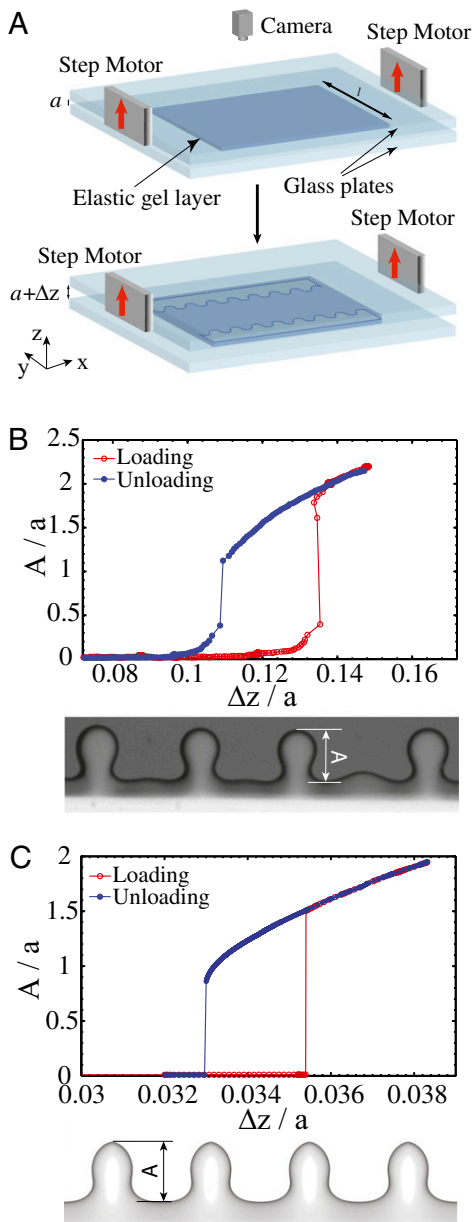 A
Camera
Step Motor
Step Motor
a
l
Elastic gel layer
Glass plates
Step Motor
Step Motor
a+Δz
z
y
x
B
2.5
2
1.5
1
0.5
0
A / a
Loading
Unloading
0.08 0.10 0.12 0.14 0.16
Δz / a
A
C
2
1.5
1
0.5
0
A / a
Loading
Unloading
0.03 0.032 0.034 0.036 0.038
Δz / a
A